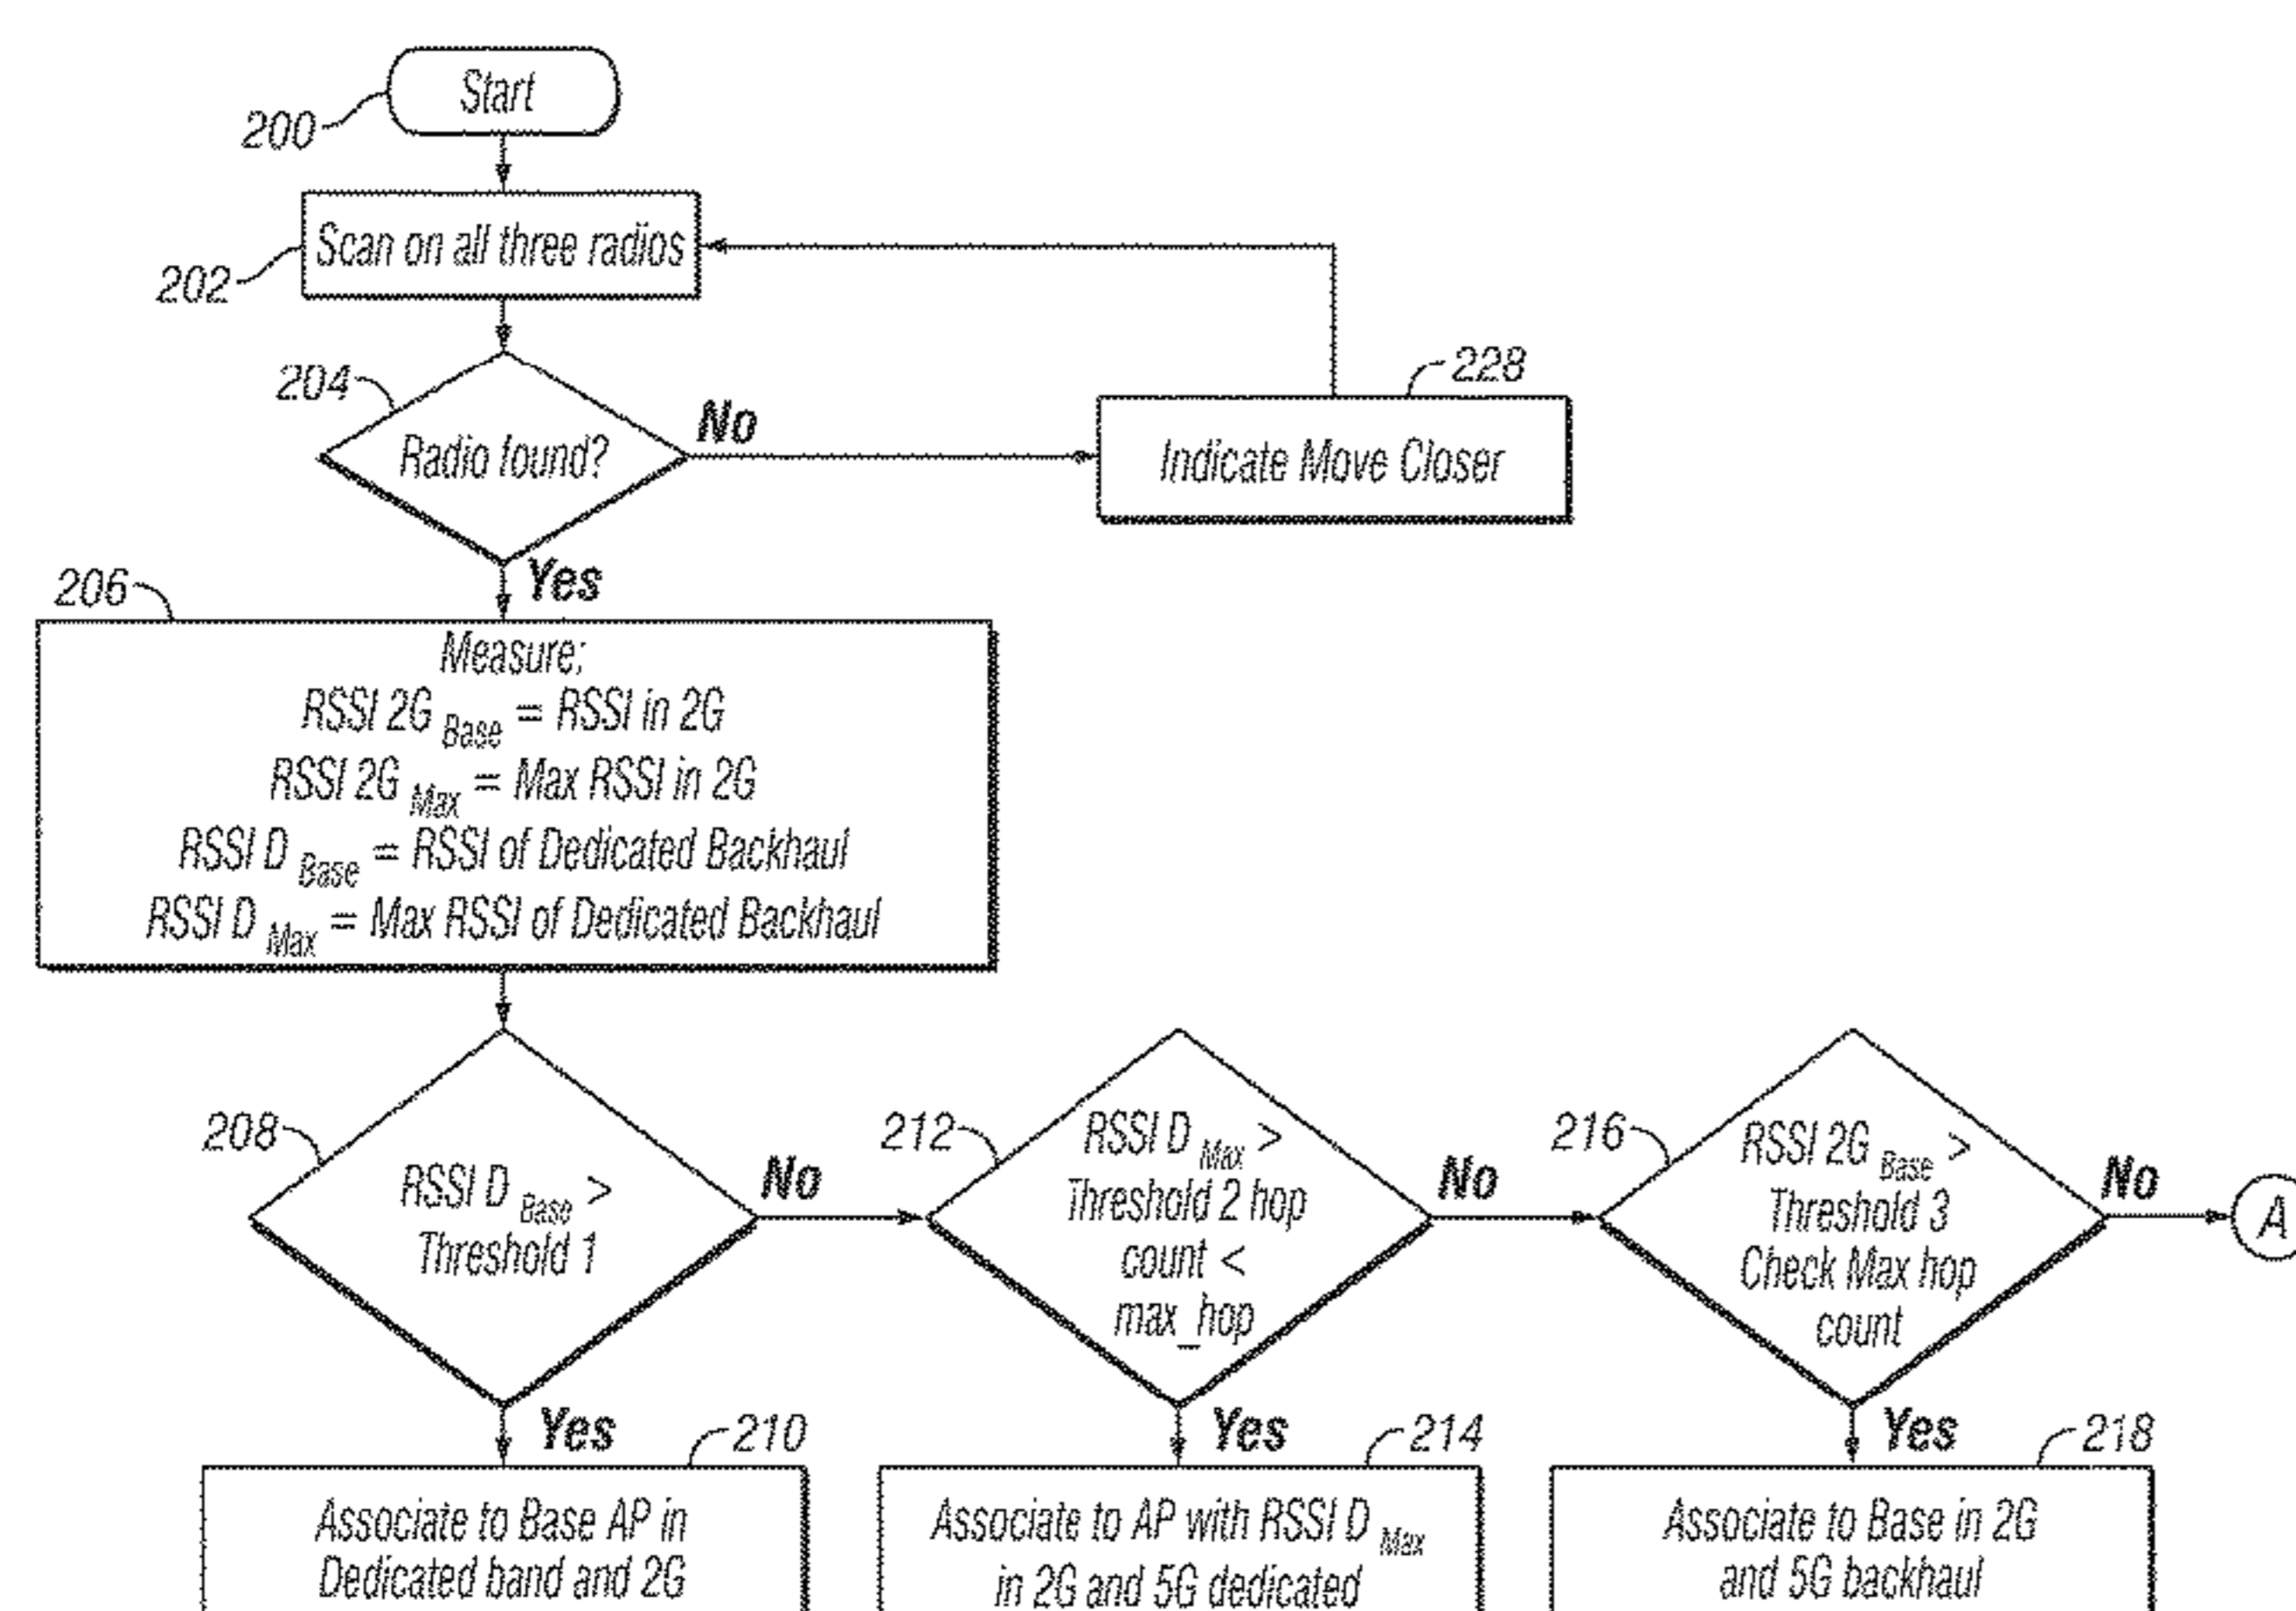 Start
200
Scan on all three radios
202
204
Radio found?
No
228
Indicate Move Closer
Yes
206
Measure;
RSSI 2G Base = RSSI in 2G
RSSI 2G Max = Max RSSI in 2G
RSSI D Base = RSSI of Dedicated Backhaul
RSSI D Max = Max RSSI of Dedicated Backhaul
208
RSSI D Base >
Threshold 1
No
212
RSSI D Max >
Threshold 2 hop
count <
max_hop
No
216
RSSI 2G Base >
Threshold 3
Check Max hop
count
No
A
Yes
210
Associate to Base AP in
Dedicated band and 2G
Yes
214
Associate to AP with RSSI D Max
in 2G and 5G dedicated
Yes
218
Associate to Base in 2G
and 5G backhaul